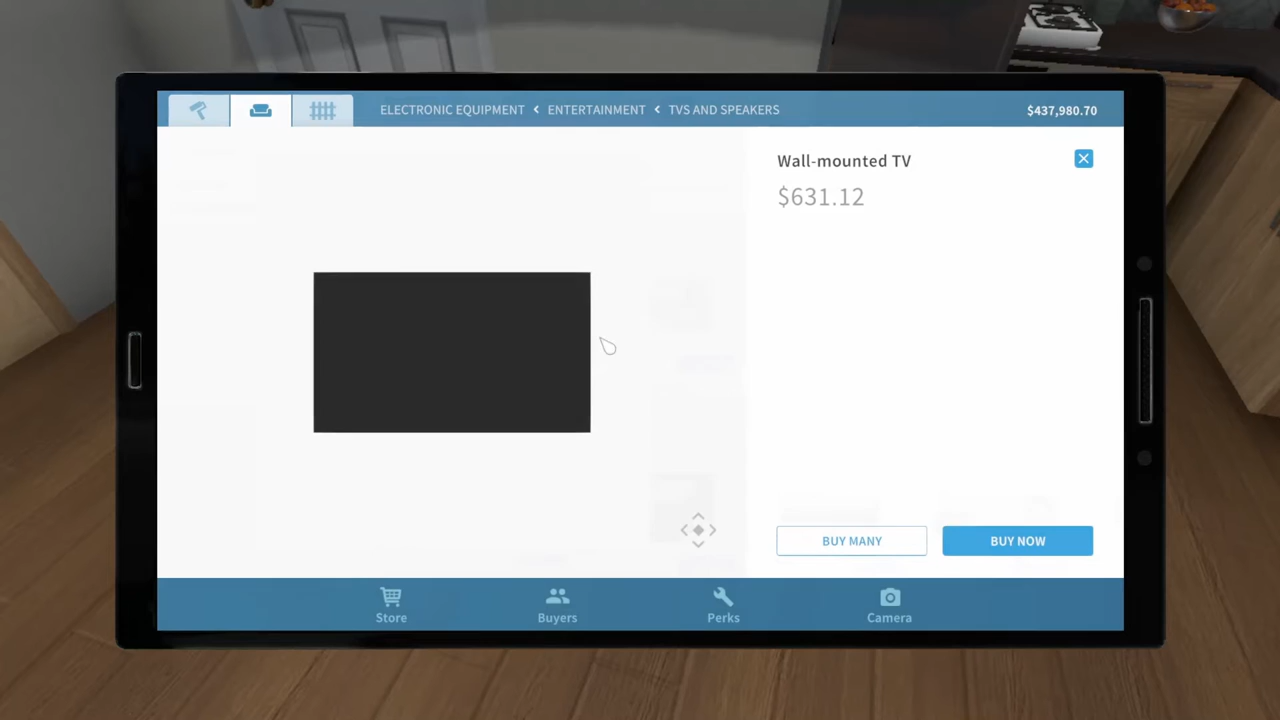 ELECTRONIC EQUIPMENT < ENTERTAINMENT < TVS AND SPEAKERS
$437,980.70
Wall-mounted TV
$631.12
BUY MANY
BUY NOW
Store
Buyers
Perks
Camera